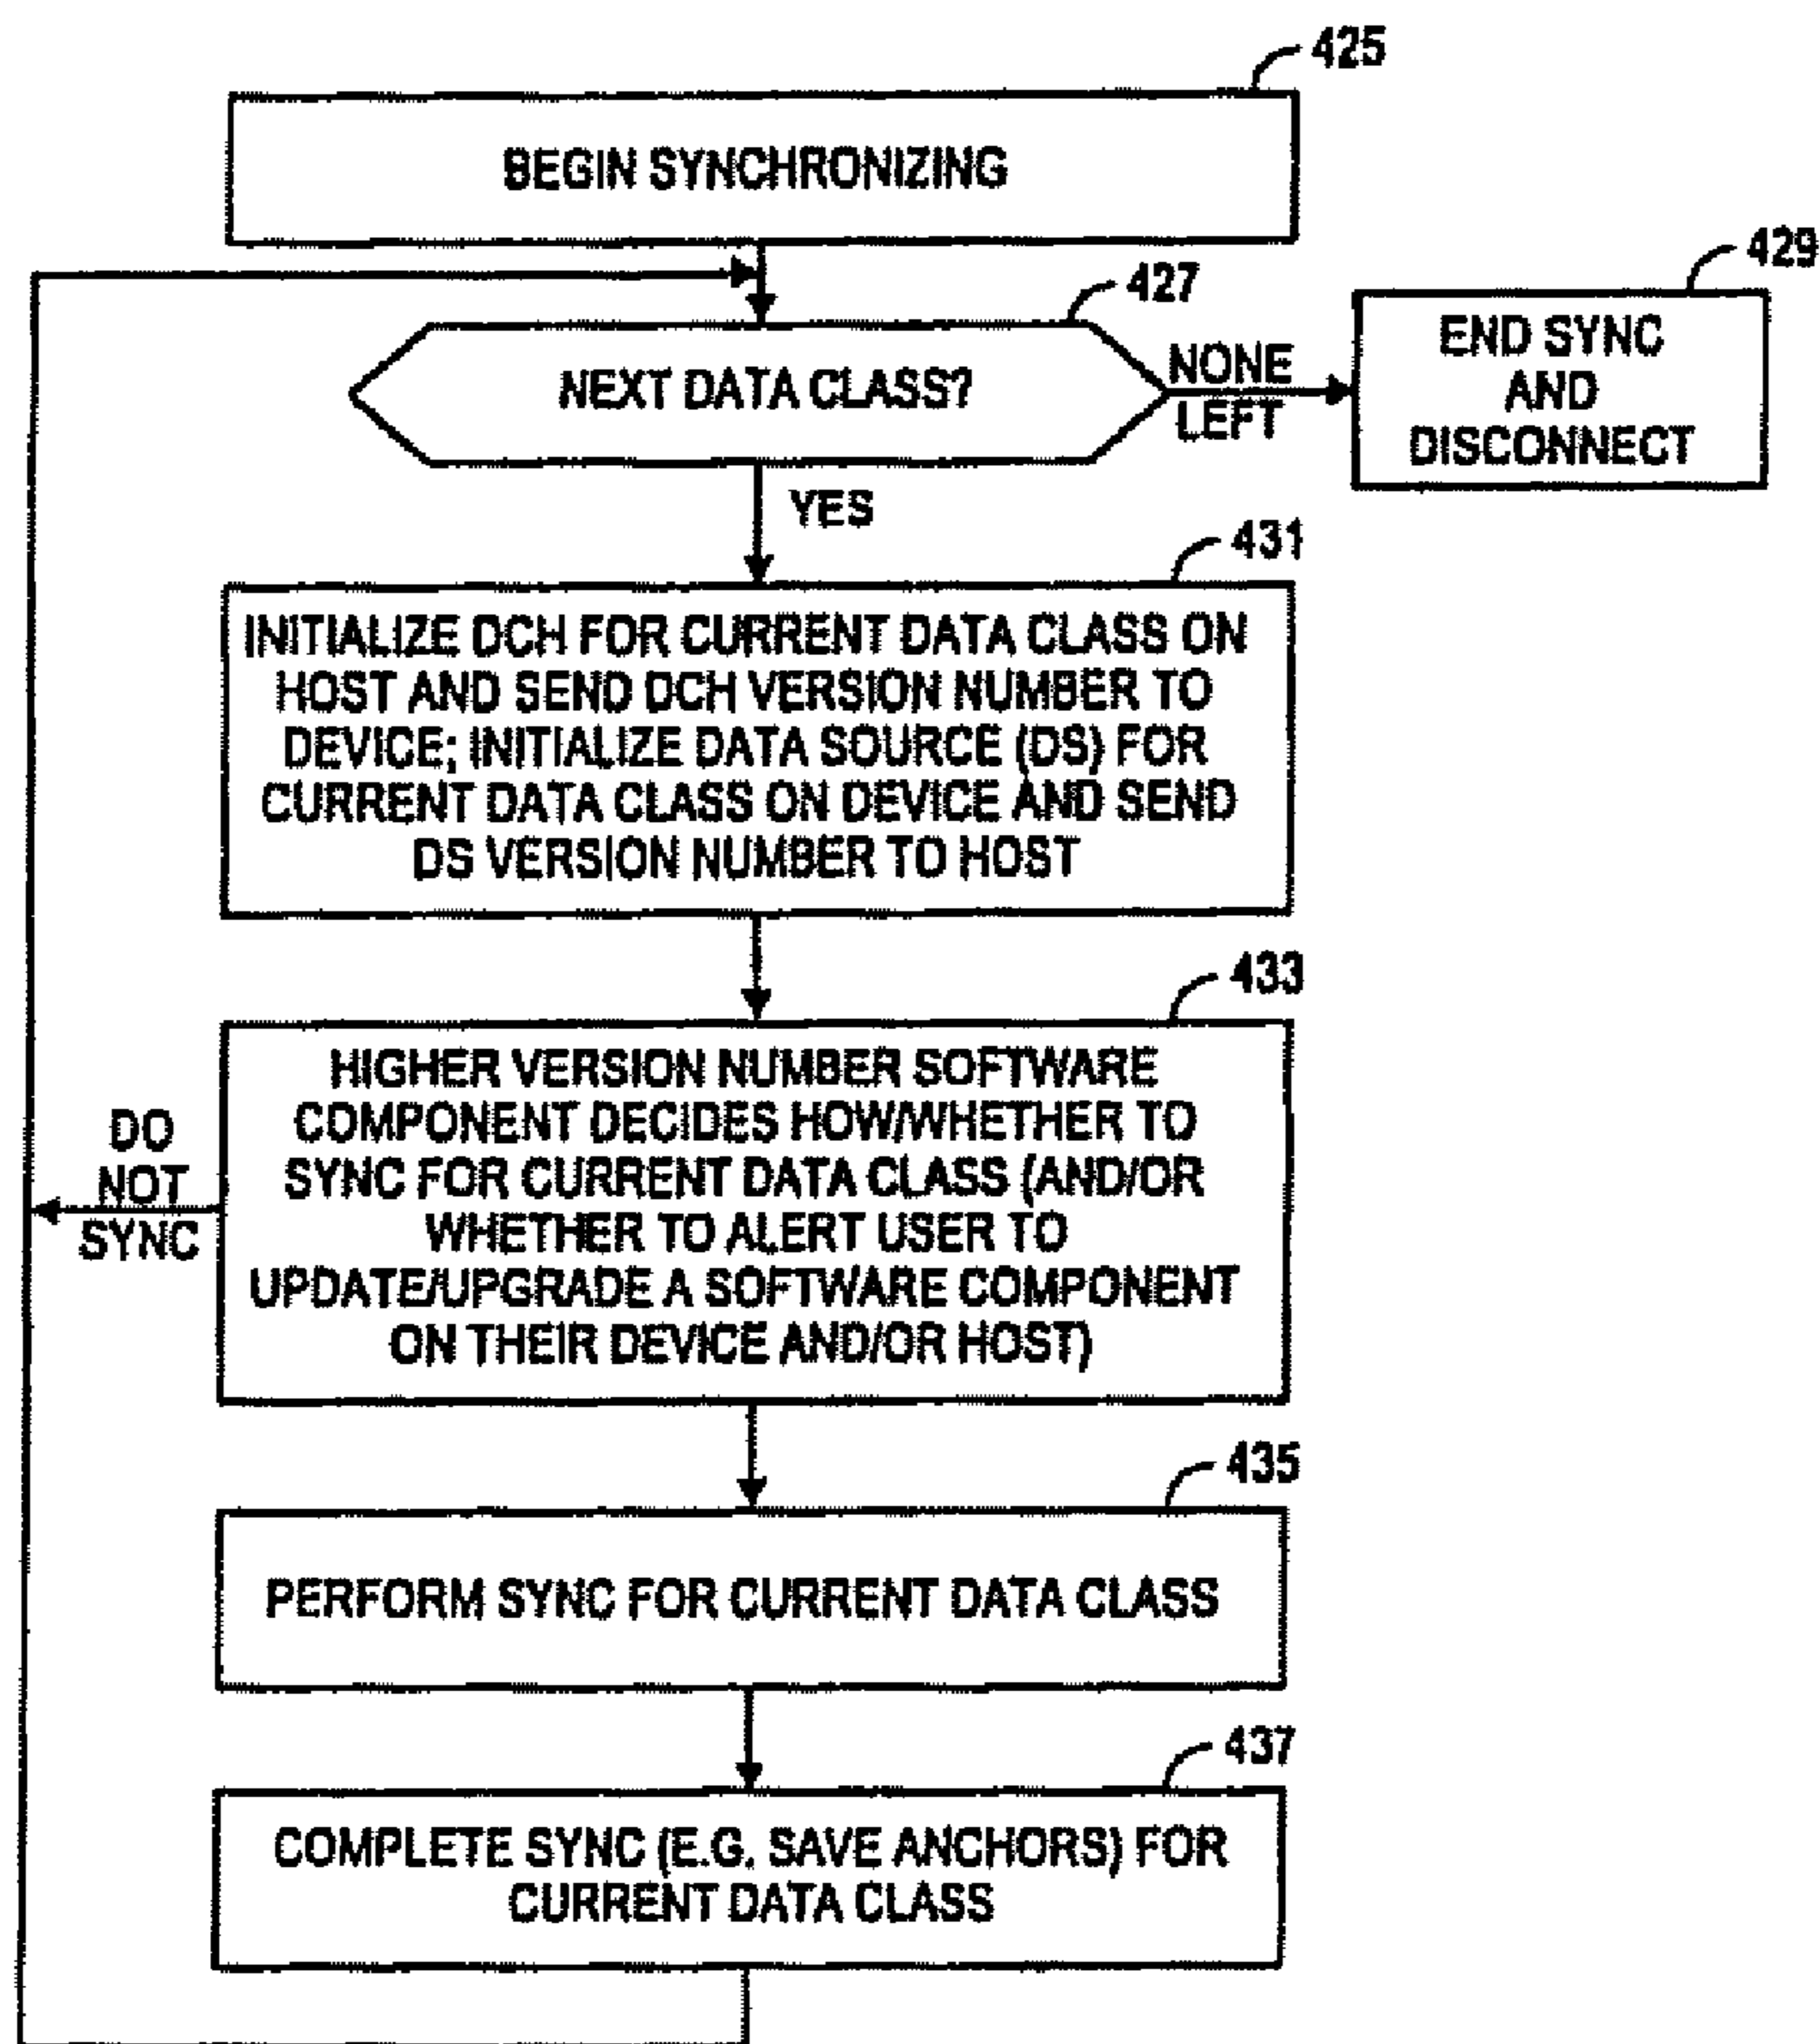 425
BEGIN SYNCHRONIZING
427
NEXT DATA CLASS?
NONE
LEFT
429
END SYNC
AND
DISCONNECT
YES
431
INITIALIZE DCH FOR CURRENT DATA CLASS ON
HOST AND SEND DCH VERSION NUMBER TO
DEVICE; INITIALIZE DATA SOURCE (DS) FOR
CURRENT DATA CLASS ON DEVICE AND SEND
DS VERSION NUMBER TO HOST
433
HIGHER VERSION NUMBER SOFTWARE
COMPONENT DECIDES HOW/WHETHER TO
SYNC FOR CURRENT DATA CLASS (AND/OR
WHETHER TO ALERT USER TO
UPDATE/UPGRADE A SOFTWARE COMPONENT
ON THEIR DEVICE AND/OR HOST)
DO
NOT
SYNC
435
PERFORM SYNC FOR CURRENT DATA CLASS
437
COMPLETE SYNC (E.G. SAVE ANCHORS) FOR
CURRENT DATA CLASS